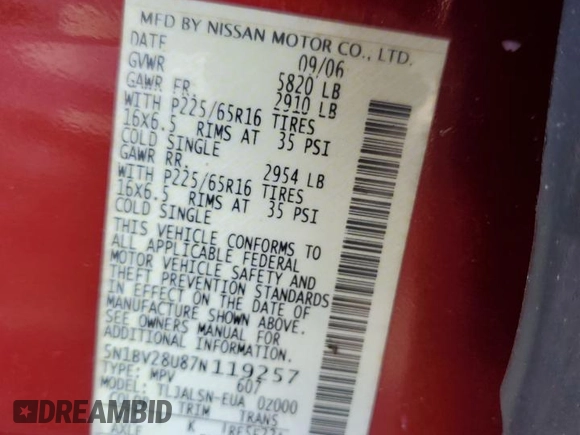 MFD BY NISSAN MOTOR CO., LTD.
DATE 09/06
GVWR 5820 LB
GAWR FR. 2910 LB
WITH P225/65R16 TIRES
16X6.5 RIMS AT 35 PSI
COLD SINGLE
GAWR RR. 2954 LB
WITH P225/65R16 TIRES
16X6.5 RIMS AT 35 PSI
COLD SINGLE
THIS VEHICLE CONFORMS TO
ALL APPLICABLE FEDERAL
MOTOR VEHICLE SAFETY AND
THEFT PREVENTION STANDARDS
IN EFFECT ON THE DATE OF
MANUFACTURE SHOWN ABOVE.
SEE OWNERS MANUAL FOR
ADDITIONAL INFORMATION.
5N1BV28U87N119257
TYPE: MPV 607
MODEL: TLJALSN-EUA 02000
COLOR TRIM TRANS
K
AXLE
DREAMBID